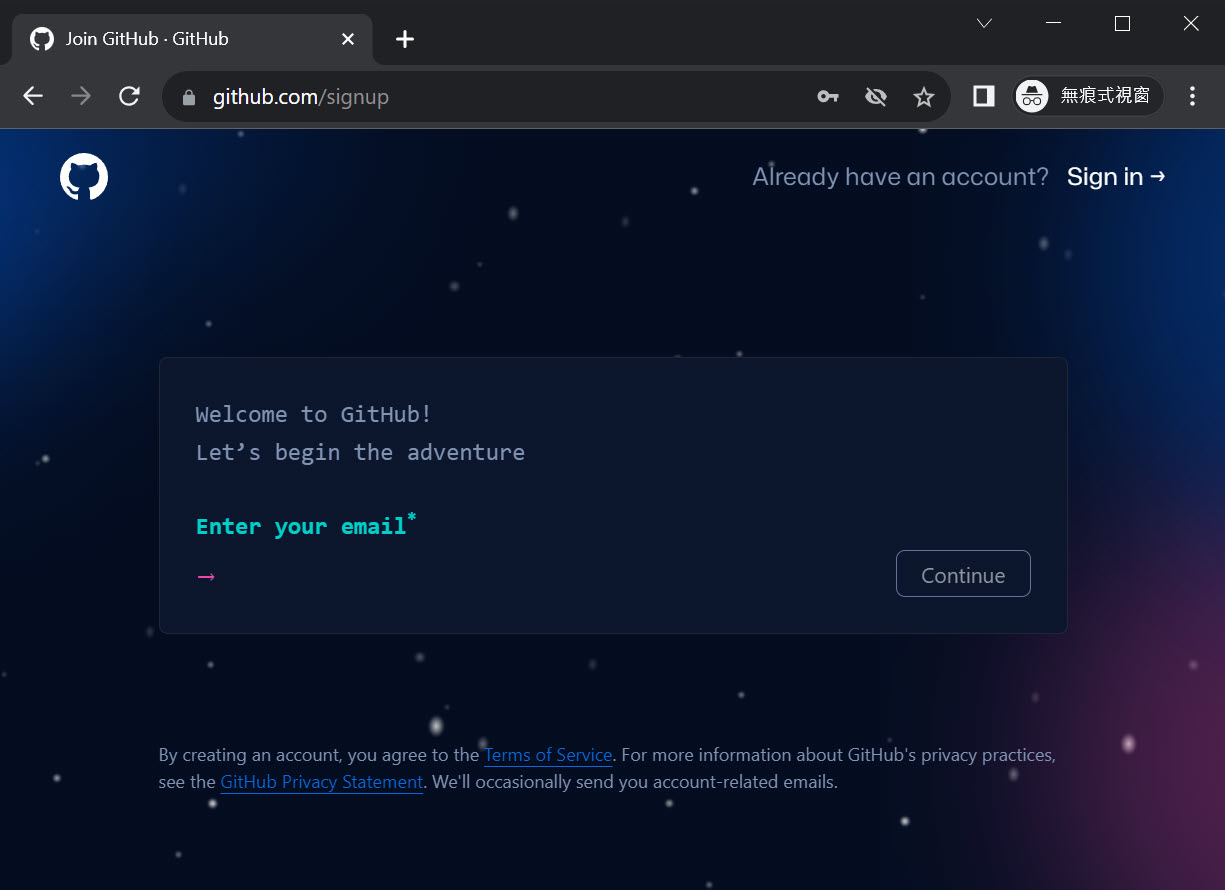 Join GitHub · GitHub
github.com/signup
無痕式視窗
Already have an account? Sign in →
Welcome to GitHub!
Let’s begin the adventure
Enter your email*
→
Continue
By creating an account, you agree to the Terms of Service. For more information about GitHub's privacy practices,
see the GitHub Privacy Statement. We'll occasionally send you account-related emails.